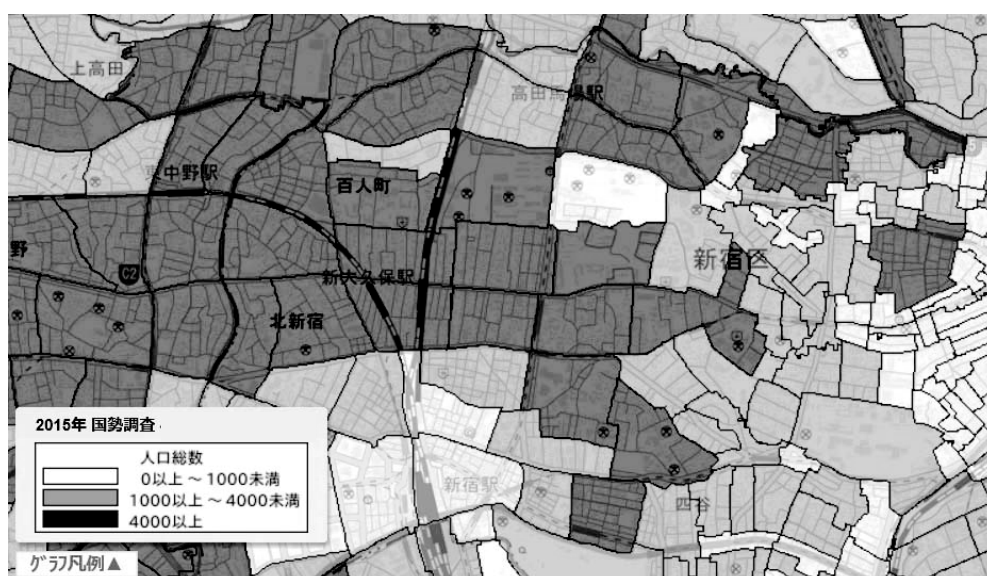 上高田
高田馬場駅
中野駅
百人町
新宿区
野
新大久保駅
C2
北新宿
2015年 国勢調査
人口総数
0以上 ～ 1000未満
1000以上 ～ 4000未満
4000以上
新宿駅
四谷
グラフ凡例▲